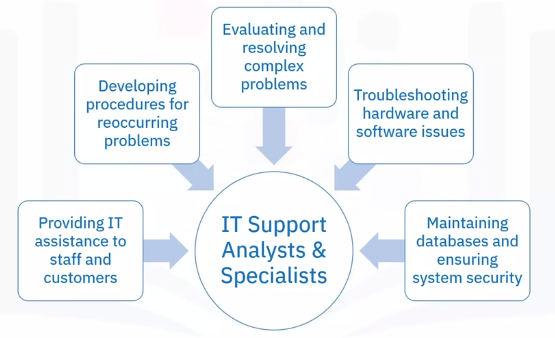 Evaluating and
resolving
complex
problems
Developing
procedures for
reoccurring
problems
Troubleshooting
hardware and
software issues
Providing IT
assistance to
staff and
customers
IT Support
Analysts &
Specialists
Maintaining
databases and
ensuring
system security